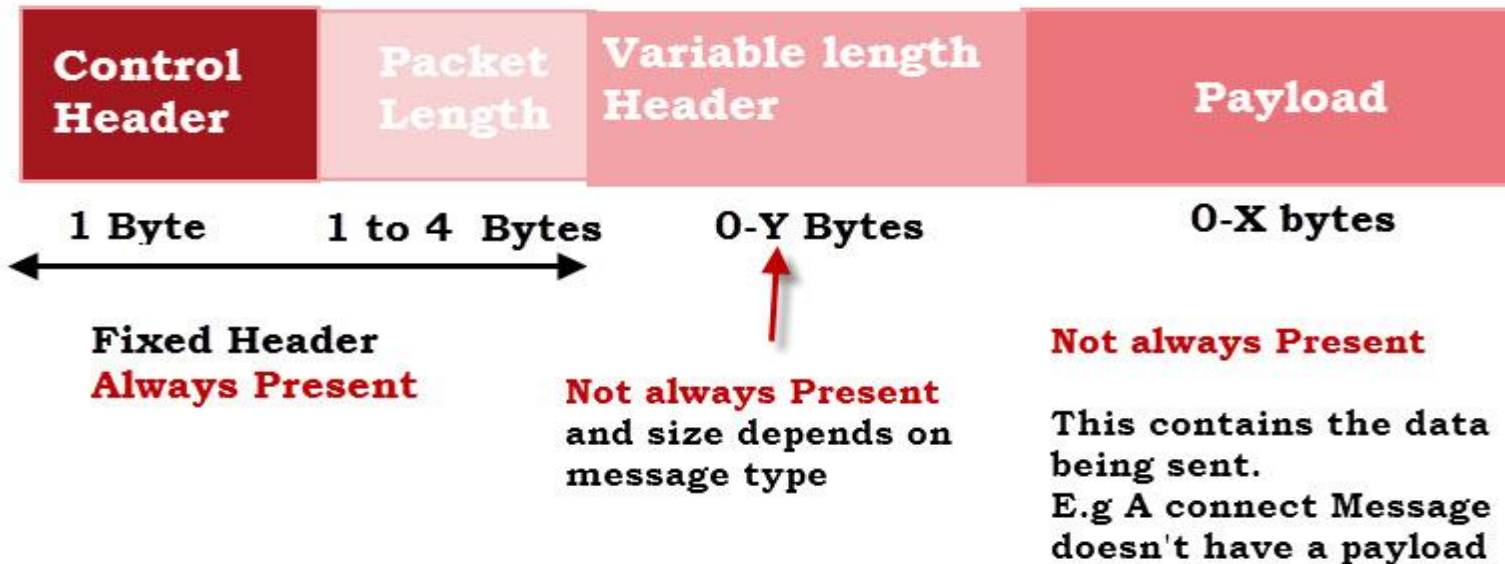 Control
Header
Packet
Length
Variable length
Header
Payload
1 Byte
1 to 4 Bytes
0-Y Bytes
0-X bytes
Fixed Header
Always Present
Not always Present
and size depends on
message type
Not always Present
This contains the data
being sent.
E.g A connect Message
doesn't have a payload